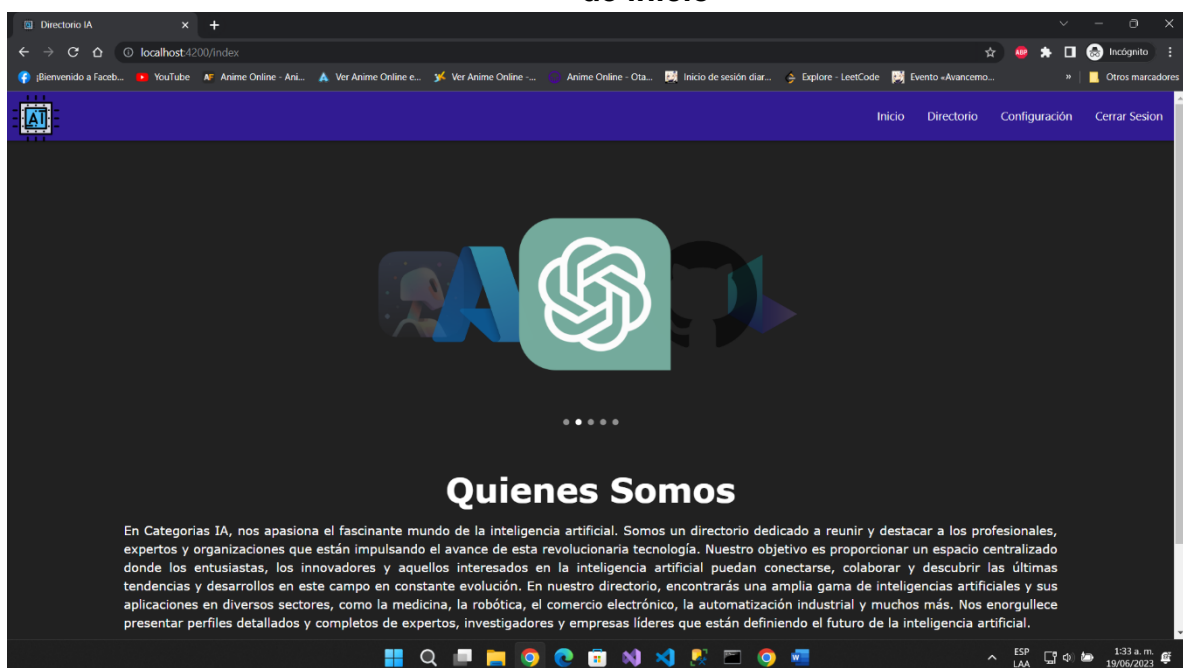 de inicio
Directorio IA
localhost:4200/index
ABP
Incógnito
¡Bienvenido a Faceb...
YouTube
AF Anime Online - Ani...
Ver Anime Online e...
Ver Anime Online -...
Anime Online - Ota...
Inicio de sesión diar...
Explore - LeetCode
Evento «Avancemo...
»
Otros marcadores
AI
Inicio
Directorio
Configuración
Cerrar Sesion
Quienes Somos
En Categorias IA, nos apasiona el fascinante mundo de la inteligencia artificial. Somos un directorio dedicado a reunir y destacar a los profesionales,
expertos y organizaciones que están impulsando el avance de esta revolucionaria tecnología. Nuestro objetivo es proporcionar un espacio centralizado
donde los entusiastas, los innovadores y aquellos interesados en la inteligencia artificial puedan conectarse, colaborar y descubrir las últimas
tendencias y desarrollos en este campo en constante evolución. En nuestro directorio, encontrarás una amplia gama de inteligencias artificiales y sus
aplicaciones en diversos sectores, como la medicina, la robótica, el comercio electrónico, la automatización industrial y muchos más. Nos enorgullece
presentar perfiles detallados y completos de expertos, investigadores y empresas líderes que están definiendo el futuro de la inteligencia artificial.
ESP
LAA
1:33 a. m.
19/06/2023